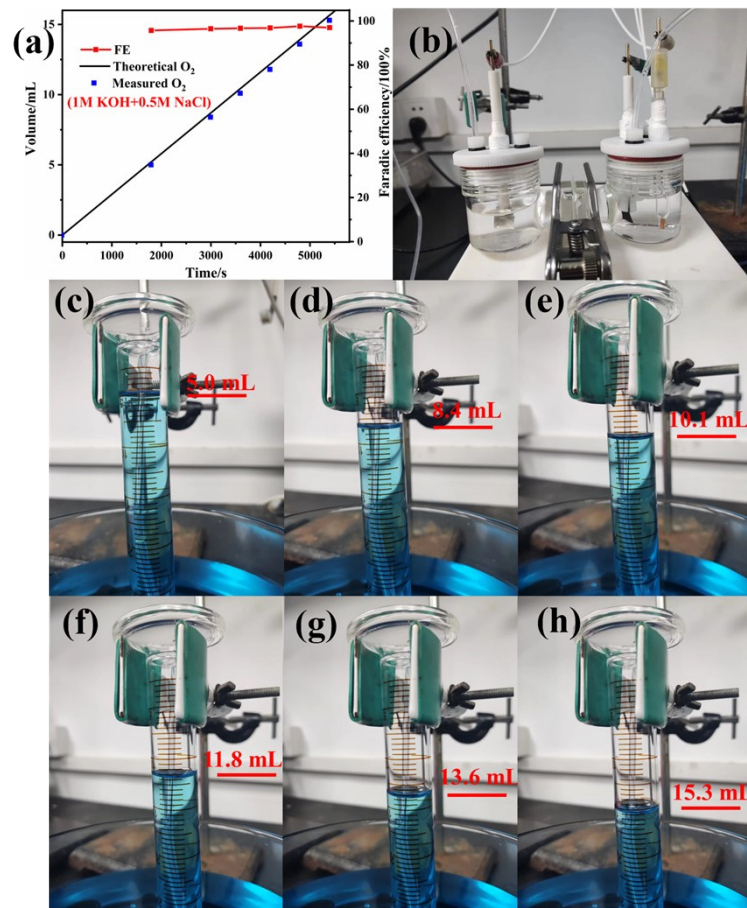 (a)
FE
Theoretical O₂
Measured O₂
(1M KOH+0.5M NaCl)
Volume/mL
15
10
5
0
Faradic efficiency/100%
100
80
60
40
20
0
0 1000 2000 3000 4000 5000
Time/s
(b)
(c)
5.0 mL
(d)
8.4 mL
(e)
10.1 mL
(f)
11.8 mL
(g)
13.6 mL
(h)
15.3 mL